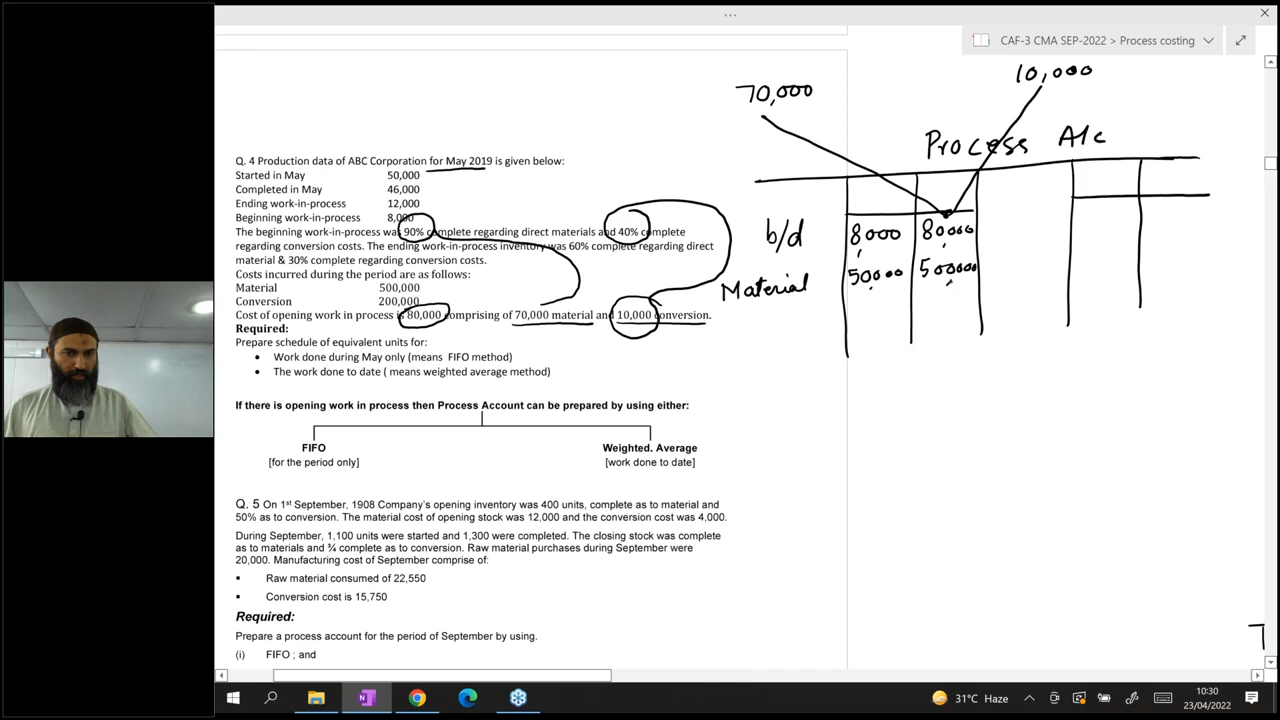 CAF-3 CMA SEP-2022 > Process costing
70,000
10,000
Process A/c
b/d 8,000 80,000
Material 50,000 500,000
Q. 4 Production data of ABC Corporation for May 2019 is given below:
Started in May 50,000
Completed in May 46,000
Ending work-in-process 12,000
Beginning work-in-process 8,000
The beginning work-in-process was 90% complete regarding direct materials and 40% complete
regarding conversion costs. The ending work-in-process inventory was 60% complete regarding direct
material & 30% complete regarding conversion costs.
Costs incurred during the period are as follows:
Material 500,000
Conversion 200,000
Cost of opening work in process is 80,000 comprising of 70,000 material and 10,000 conversion.
Required:
Prepare schedule of equivalent units for:
• Work done during May only (means FIFO method)
• The work done to date ( means weighted average method)
If there is opening work in process then Process Account can be prepared by using either:
FIFO Weighted. Average
[for the period only] [work done to date]
Q. 5 On 1st September, 1908 Company's opening inventory was 400 units, complete as to material and
50% as to conversion. The material cost of opening stock was 12,000 and the conversion cost was 4,000.
During September, 1,100 units were started and 1,300 were completed. The closing stock was complete
as to materials and ¾ complete as to conversion. Raw material purchases during September were
20,000. Manufacturing cost of September comprise of:
▪ Raw material consumed of 22,550
▪ Conversion cost is 15,750
Required:
Prepare a process account for the period of September by using.
(i) FIFO ; and
31°C Haze
10:30
23/04/2022